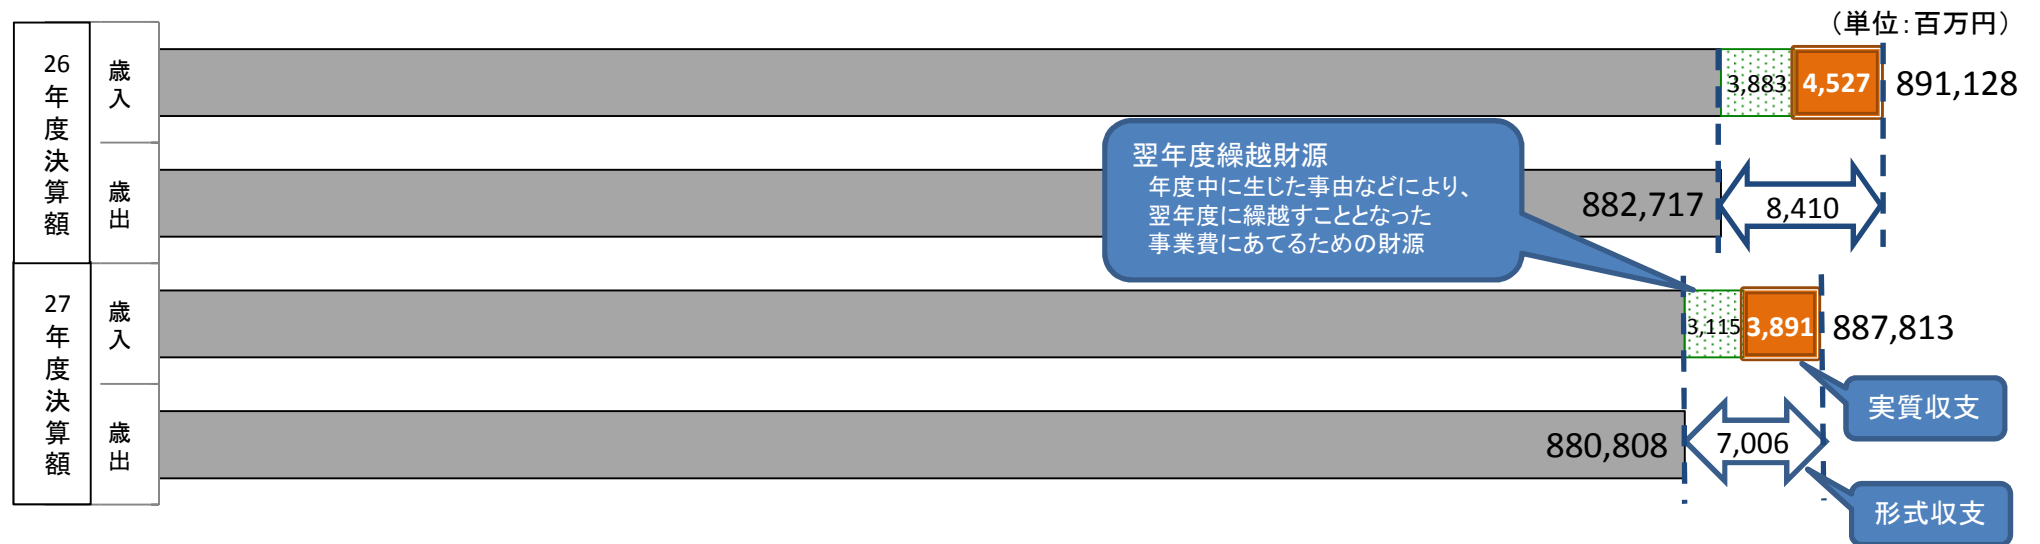 （単位：百万円）
26年度決算額
歳入
3,883
4,527
891,128
歳出
882,717
8,410
翌年度繰越財源
年度中に生じた事由などにより、
翌年度に繰越すこととなった
事業費にあてるための財源
27年度決算額
歳入
3,115
3,891
887,813
実質収支
歳出
880,808
7,006
形式収支